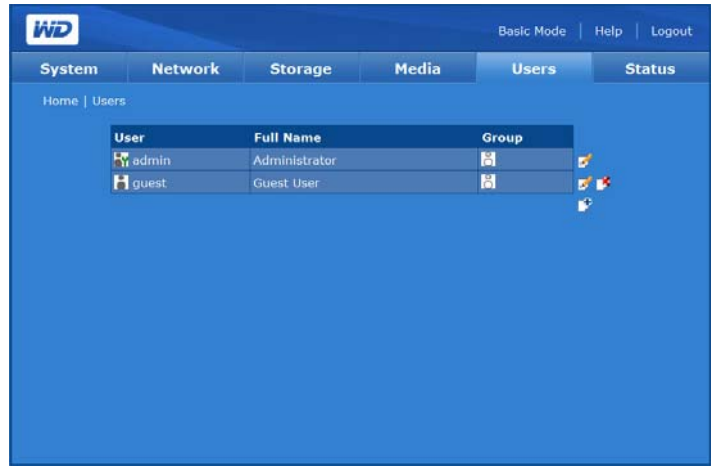 WD
Basic Mode | Help | Logout
System Network Storage Media Users Status
Home | Users
User Full Name Group
admin Administrator
guest Guest User